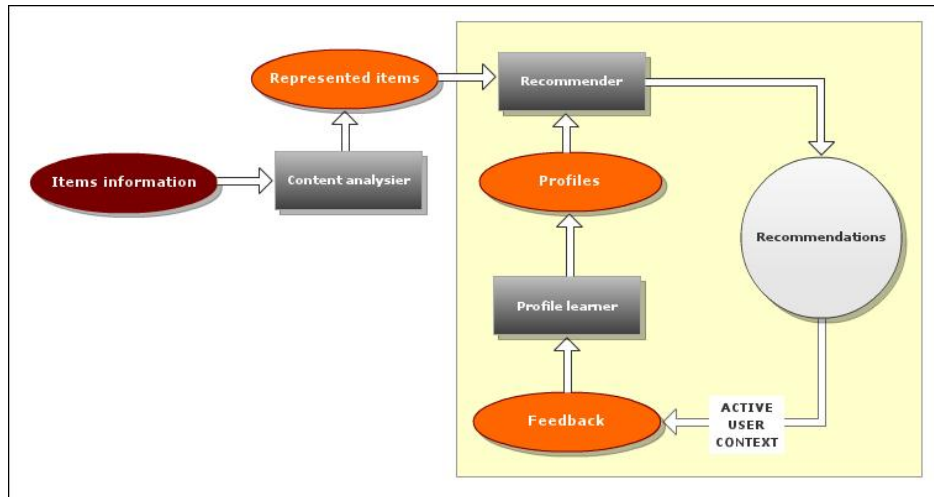 Represented items
Recommender
Items information
Content analysier
Profiles
Recommendations
Profile learner
Feedback
ACTIVE
USER
CONTEXT